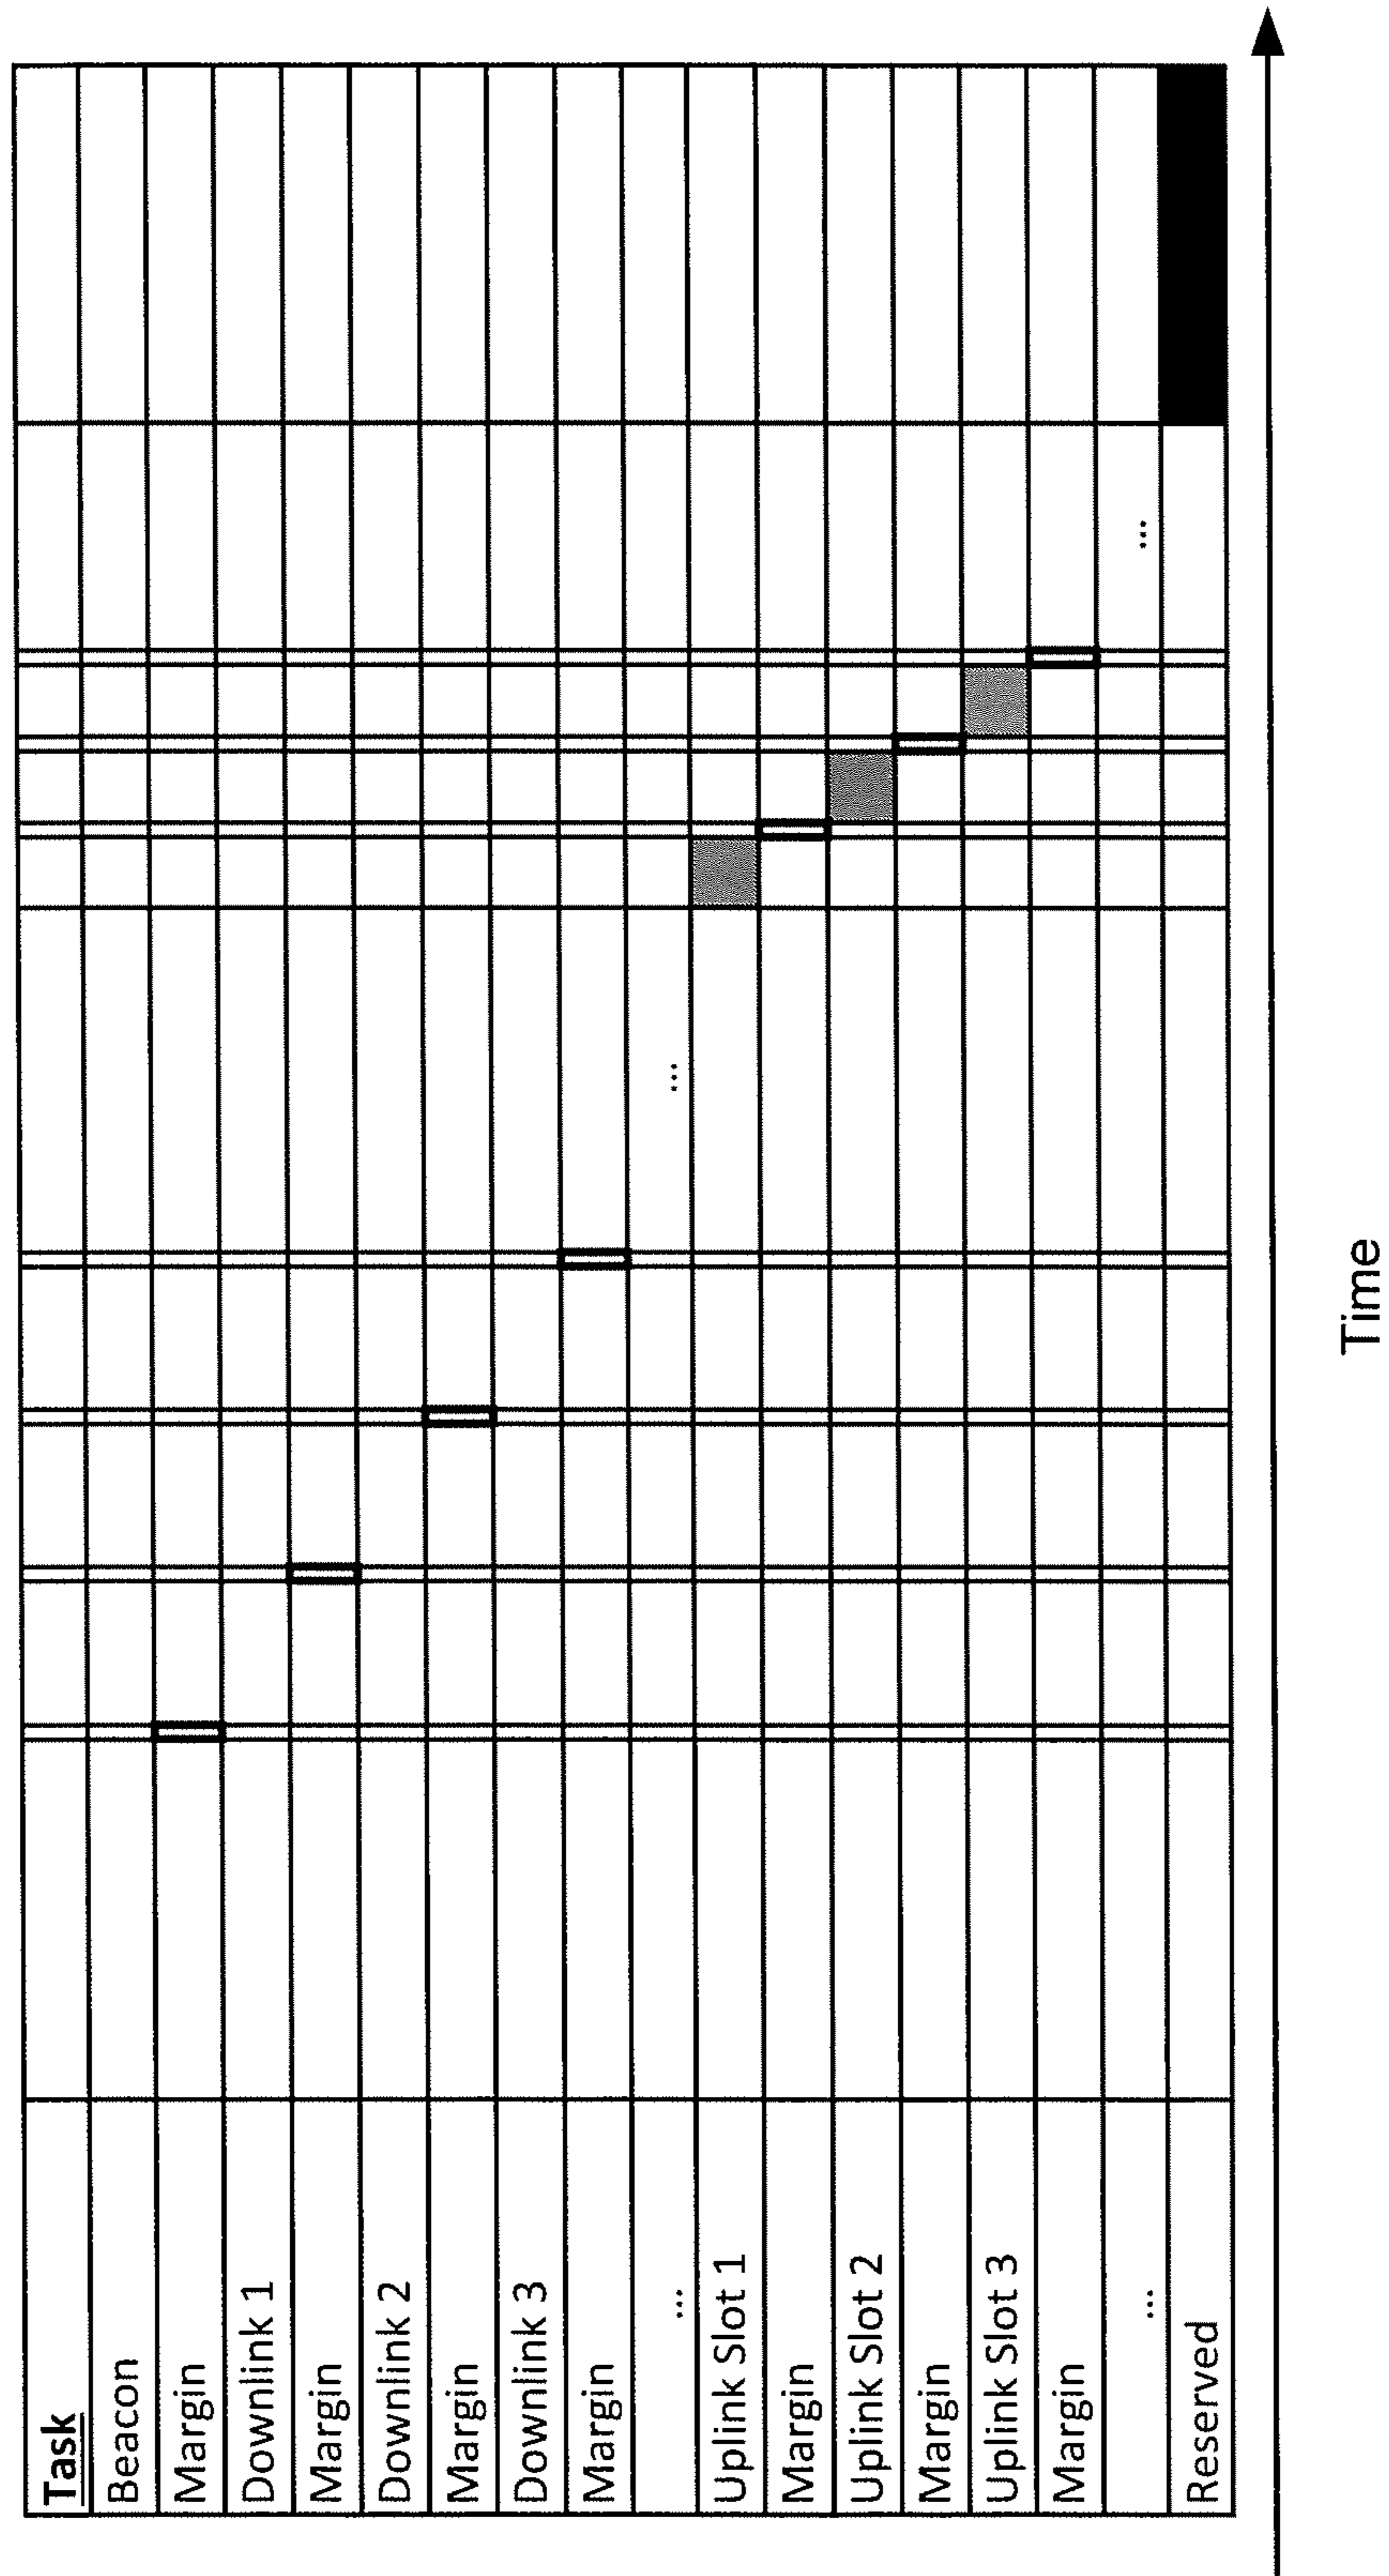 Task
Beacon
Margin
Downlink 1
Margin
Downlink 2
Margin
Downlink 3
Margin
... ...
Uplink Slot 1
Margin
Uplink Slot 2
Margin
Uplink Slot 3
Margin
... ...
Reserved
Time